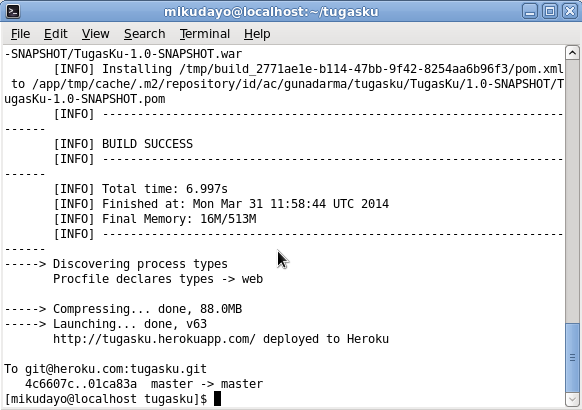 mikudayo@localhost:~/tugasku
File Edit View Search Terminal Help
-SNAPSHOT/TugasKu-1.0-SNAPSHOT.war
[INFO] Installing /tmp/build_2771ae1e-b114-47bb-9f42-8254aa6b96f3/pom.xml
to /app/tmp/cache/.m2/repository/id/ac/gunadarma/tugasku/TugasKu/1.0-SNAPSHOT/T
ugasKu-1.0-SNAPSHOT.pom
[INFO] -------------------------------------------------------------
------
[INFO] BUILD SUCCESS
[INFO] -------------------------------------------------------------
------
[INFO] Total time: 6.997s
[INFO] Finished at: Mon Mar 31 11:58:44 UTC 2014
[INFO] Final Memory: 16M/513M
[INFO] -------------------------------------------------------------
------
-----> Discovering process types
Procfile declares types -> web
-----> Compressing... done, 88.0MB
-----> Launching... done, v63
http://tugasku.herokuapp.com/ deployed to Heroku
To git@heroku.com:tugasku.git
4c6607c..01ca83a master -> master
[mikudayo@localhost tugasku]$